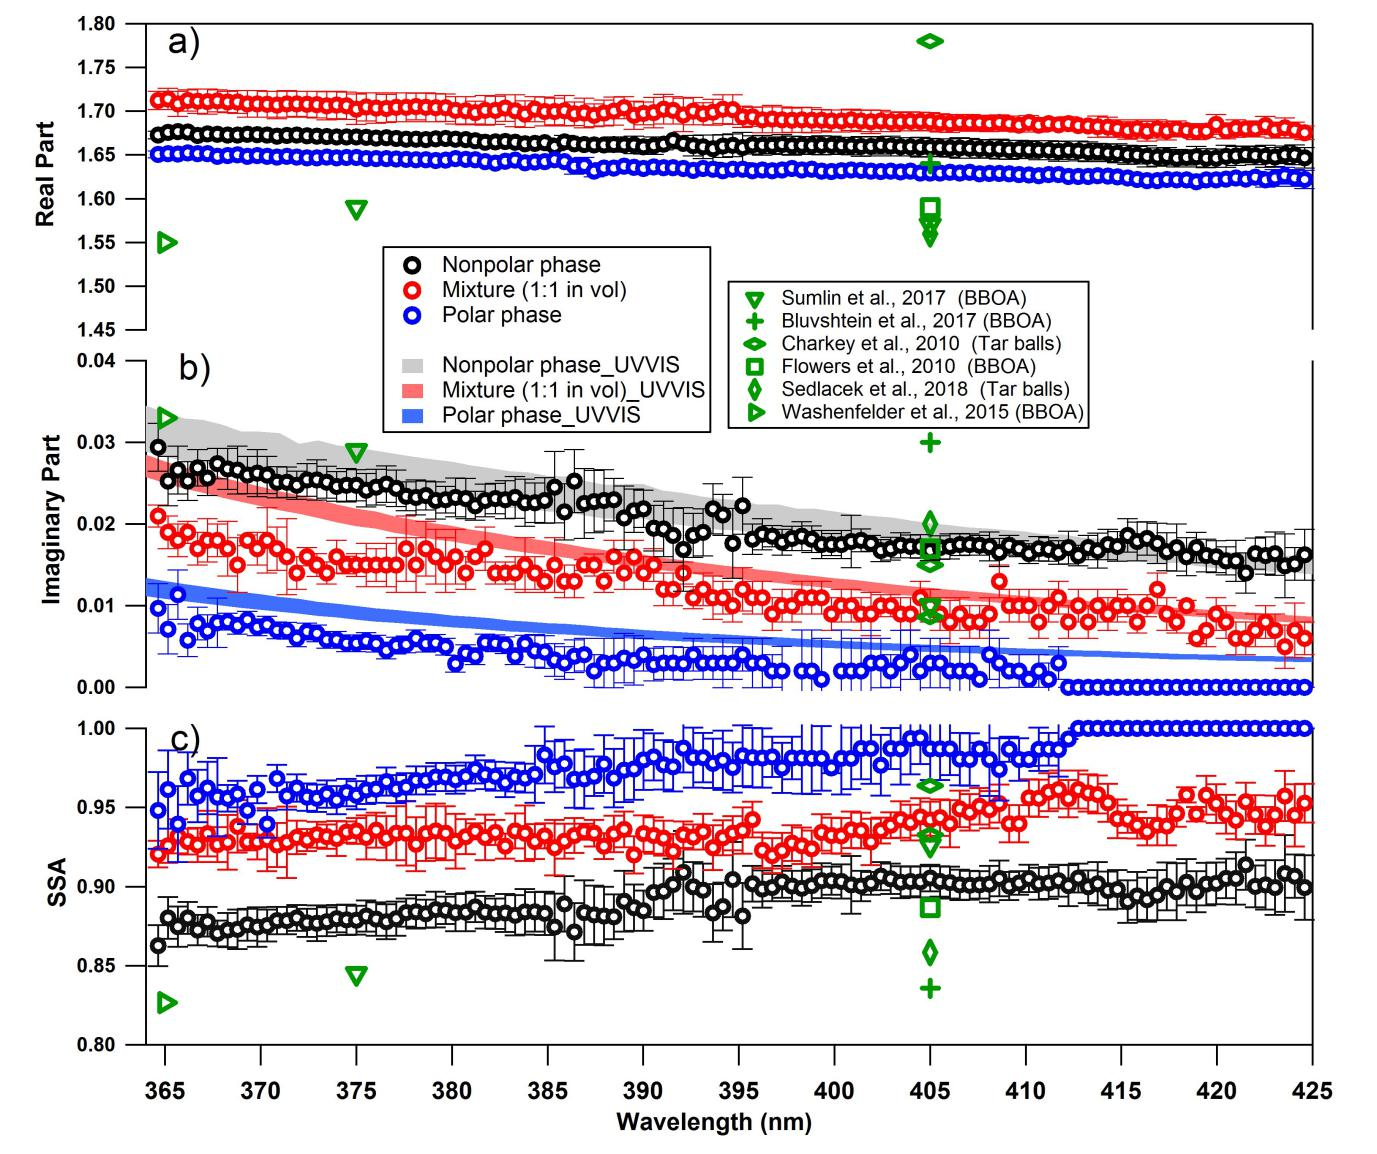 a)
1.80
1.75
1.70
1.65
1.60
1.55
1.50
1.45
Real Part
Nonpolar phase
Mixture (1:1 in vol)
Polar phase
Nonpolar phase_UVVIS
Mixture (1:1 in vol)_UVVIS
Polar phase_UVVIS
Sumlin et al., 2017 (BBOA)
Bluvshtein et al., 2017 (BBOA)
Charkey et al., 2010 (Tar balls)
Flowers et al., 2010 (BBOA)
Sedlacek et al., 2018 (Tar balls)
Washenfelder et al., 2015 (BBOA)
b)
0.04
0.03
0.02
0.01
0.00
Imaginary Part
c)
1.00
0.95
0.90
0.85
0.80
SSA
365 370 375 380 385 390 395 400 405 410 415 420 425
Wavelength (nm)